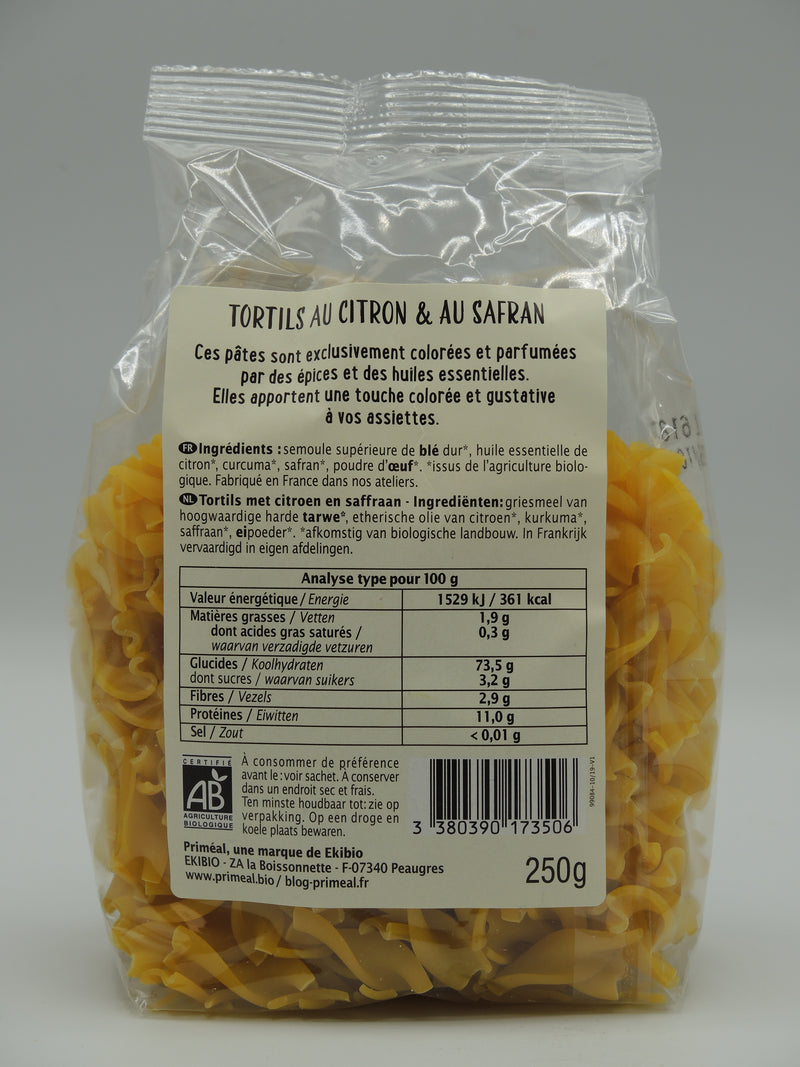 TORTILS AU CITRON & AU SAFRAN
Ces pâtes sont exclusivement colorées et parfumées
par des épices et des huiles essentielles.
Elles apportent une touche colorée et gustative
à vos assiettes.
FR Ingrédients : semoule supérieure de blé dur*, huile essentielle de
citron*, curcuma*, safran*, poudre d'œuf*. *issus de l'agriculture biolo-
gique. Fabriqué en France dans nos ateliers.
NL Tortils met citroen en saffraan - Ingrediënten: griesmeel van
hoogwaardige harde tarwe*, etherische olie van citroen*, kurkuma*,
saffraan*, eipoeder*. *afkomstig van biologische landbouw. In Frankrijk
vervaardigd in eigen afdelingen.
Analyse type pour 100 g
Valeur énergétique / Energie 1529 kJ / 361 kcal
Matières grasses / Vetten 1,9 g
dont acides gras saturés / 0,3 g
waarvan verzadigde vetzuren
Glucides / Koolhydraten 73,5 g
dont sucres / waarvan suikers 3,2 g
Fibres / Vezels 2,9 g
Protéines / Eiwitten 11,0 g
Sel / Zout < 0,01 g
CERTIFIÉ
AB
AGRICULTURE
BIOLOGIQUE
À consommer de préférence
avant le : voir sachet. À conserver
dans un endroit sec et frais.
Ten minste houdbaar tot: zie op
verpakking. Op een droge en
koele plaats bewaren.
3 380390 173506
99084-10/19-V1
Priméal, une marque de Ekibio
EKIBIO - ZA la Boissonnette - F-07340 Peaugres
www.primeal.bio / blog-primeal.fr
250g